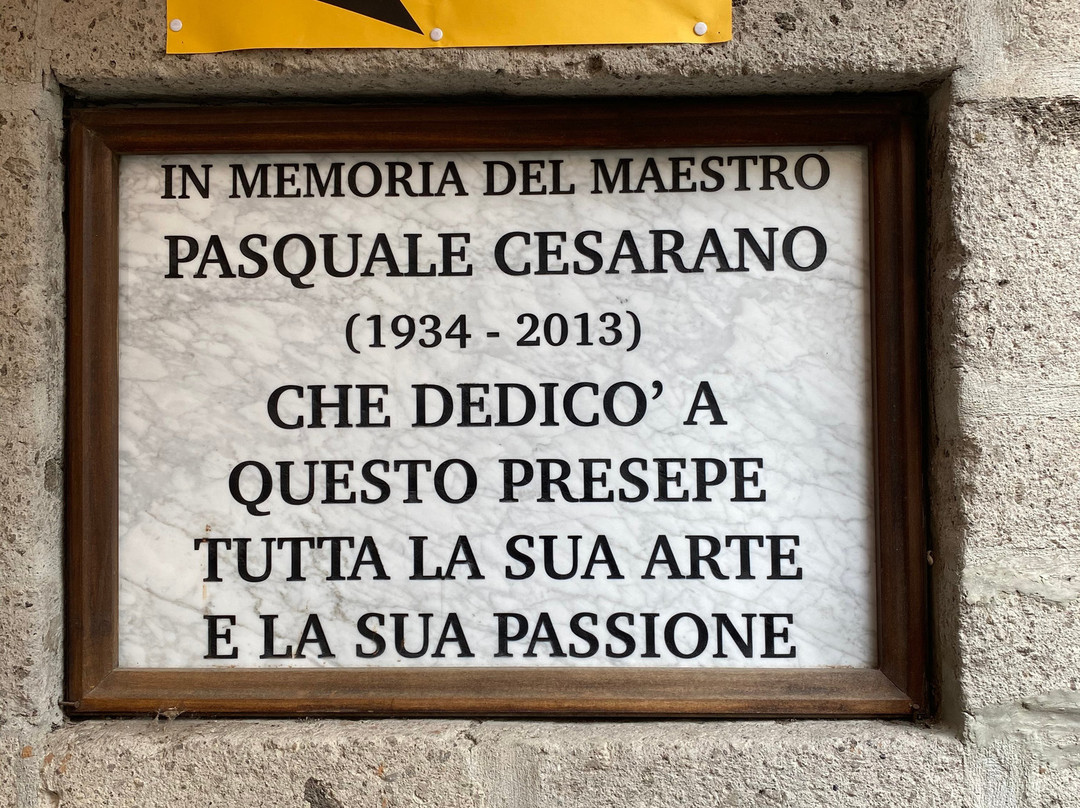 IN MEMORIA DEL MAESTRO
PASQUALE CESARANO
(1934 - 2013)
CHE DEDICO’ A
QUESTO PRESEPE
TUTTA LA SUA ARTE
E LA SUA PASSIONE